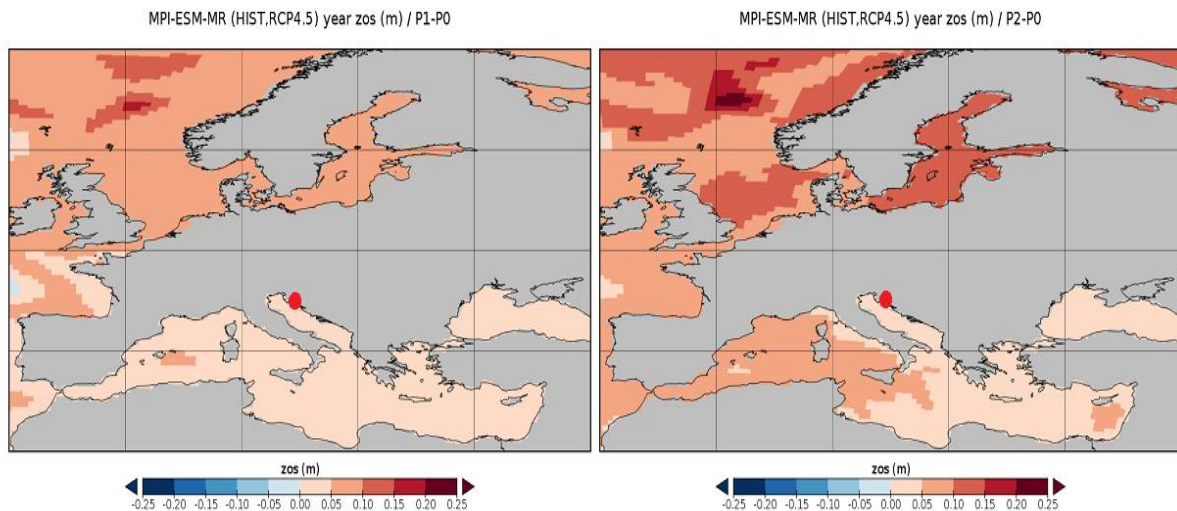 MPI-ESM-MR (HIST,RCP4.5) year zos (m) / P1-P0
MPI-ESM-MR (HIST,RCP4.5) year zos (m) / P2-P0
zos (m)
-0.25 -0.20 -0.15 -0.10 -0.05 0.00 0.05 0.10 0.15 0.20 0.25
zos (m)
-0.25 -0.20 -0.15 -0.10 -0.05 0.00 0.05 0.10 0.15 0.20 0.25